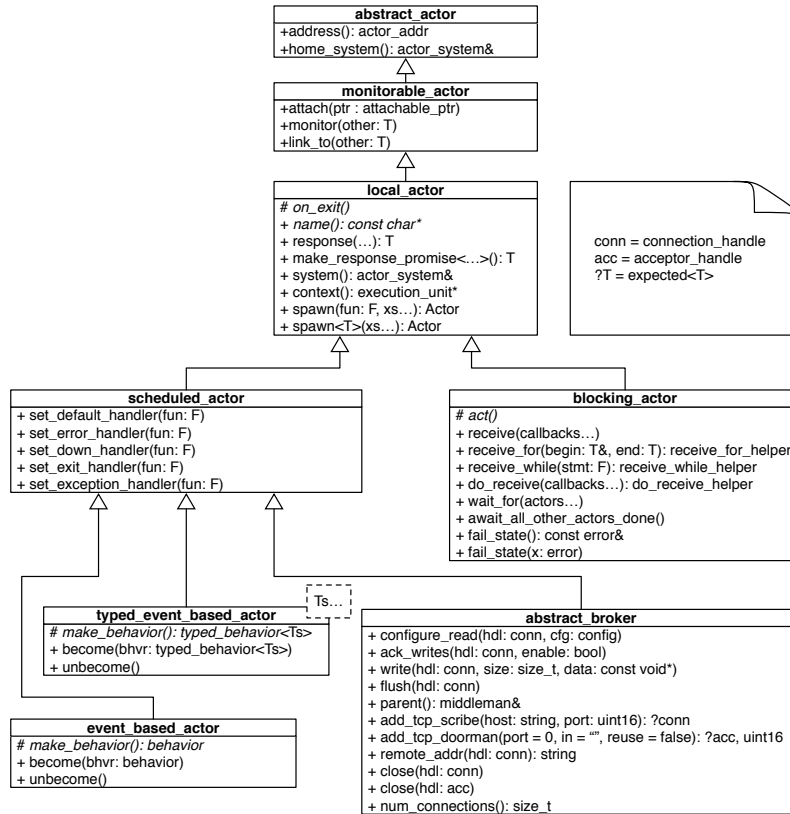 abstract_actor
+address(): actor_addr
+home_system(): actor_system&
monitorable_actor
+attach(ptr : attachable_ptr)
+monitor(other: T)
+link_to(other: T)
local_actor
# on_exit()
+ name(): const char*
+ response(…): T
+ make_response_promise<…>(): T
+ system(): actor_system&
+ context(): execution_unit*
+ spawn(fun: F, xs…): Actor
+ spawn<T>(xs…): Actor
conn = connection_handle
acc = acceptor_handle
?T = expected<T>
scheduled_actor
+ set_default_handler(fun: F)
+ set_error_handler(fun: F)
+ set_down_handler(fun: F)
+ set_exit_handler(fun: F)
+ set_exception_handler(fun: F)
blocking_actor
# act()
+ receive(callbacks…)
+ receive_for(begin: T&, end: T): receive_for_helper
+ receive_while(stmt: F): receive_while_helper
+ do_receive(callbacks…): do_receive_helper
+ wait_for(actors…)
+ await_all_other_actors_done()
+ fail_state(): const error&
+ fail_state(x: error)
Ts…
typed_event_based_actor
# make_behavior(): typed_behavior<Ts>
+ become(bhvr: typed_behavior<Ts>)
+ unbecome()
abstract_broker
+ configure_read(hdl: conn, cfg: config)
+ ack_writes(hdl: conn, enable: bool)
+ write(hdl: conn, size: size_t, data: const void*)
+ flush(hdl: conn)
+ parent(): middleman&
+ add_tcp_scribe(host: string, port: uint16): ?conn
+ add_tcp_doorman(port = 0, in = “”, reuse = false): ?acc, uint16
+ remote_addr(hdl: conn): string
+ close(hdl: conn)
+ close(hdl: acc)
+ num_connections(): size_t
event_based_actor
# make_behavior(): behavior
+ become(bhvr: behavior)
+ unbecome()